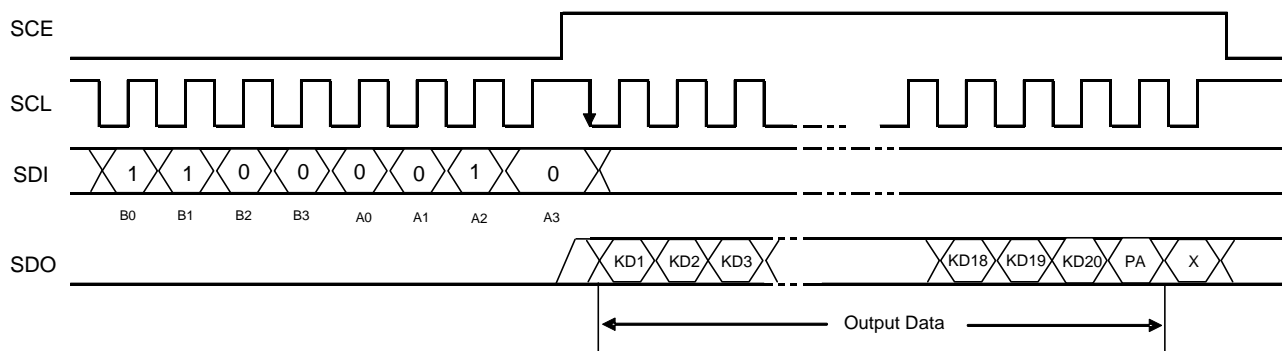 SCE
SCL
SDI
1 1 0 0 0 0 1 0
B0 B1 B2 B3 A0 A1 A2 A3
SDO
KD1 KD2 KD3 KD18 KD19 KD20 PA X
Output Data